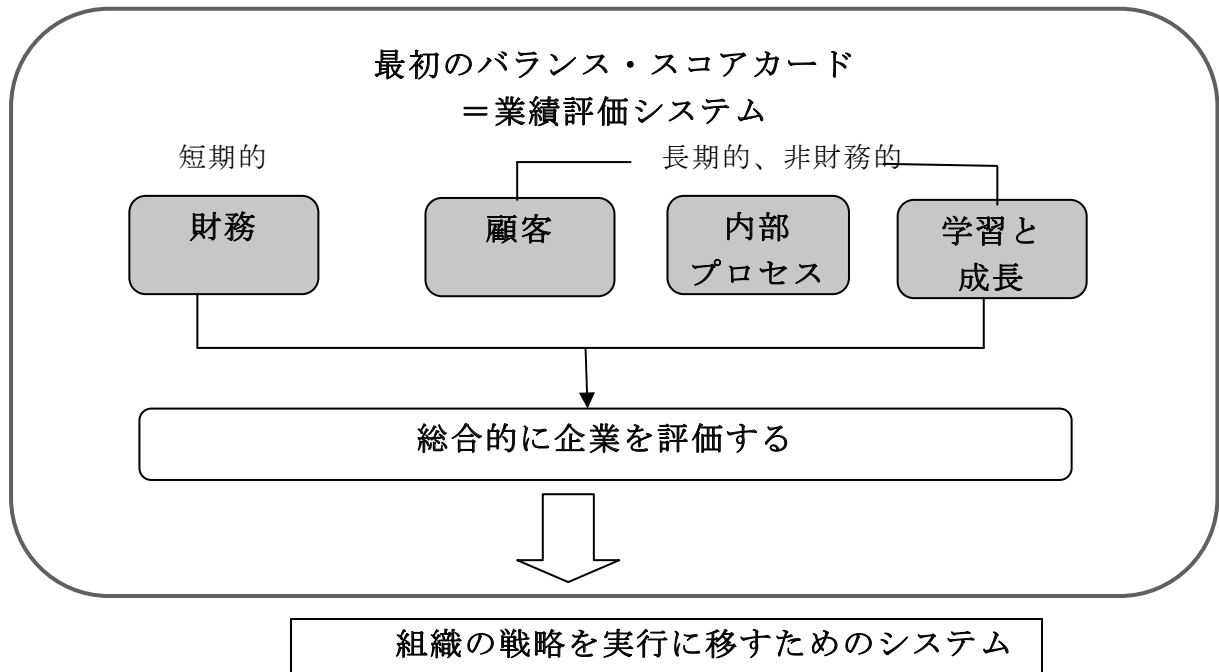 最初のバランス・スコアカード
＝業績評価システム
短期的
長期的、非財務的
財務
顧客
内部
プロセス
学習と
成長
総合的に企業を評価する
組織の戦略を実行に移すためのシステム